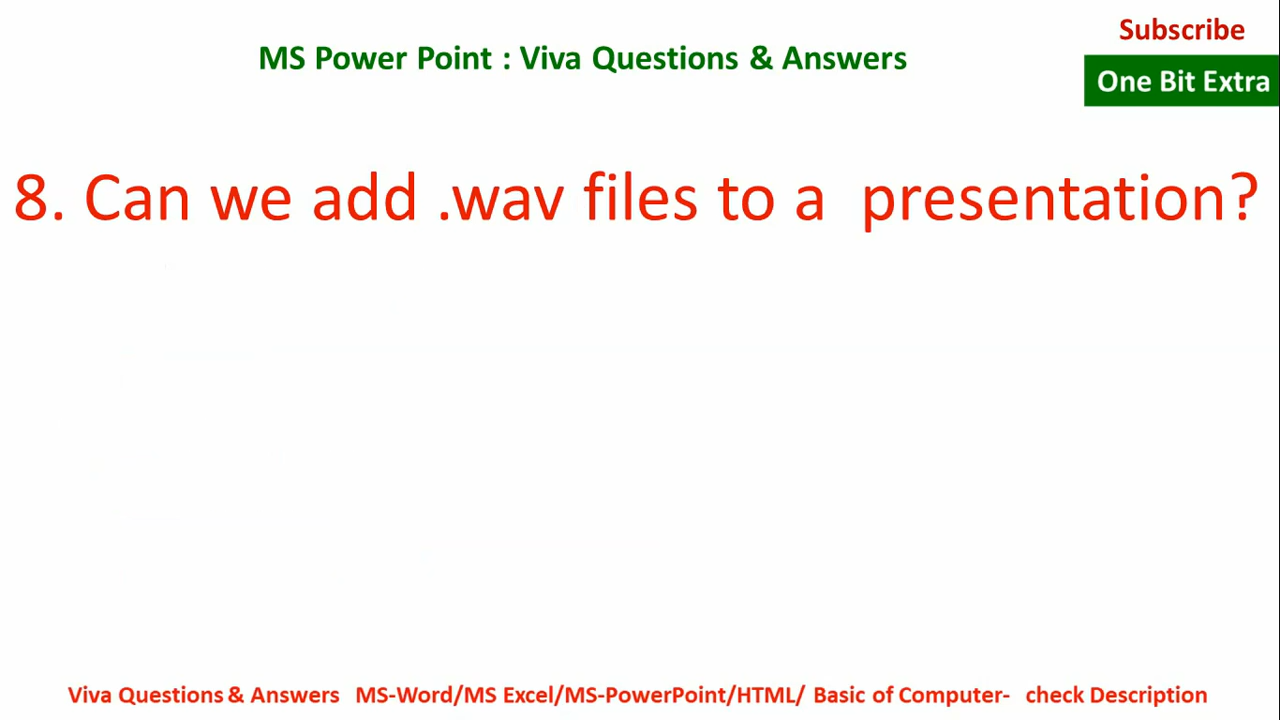 Subscribe
MS Power Point : Viva Questions & Answers
One Bit Extra
8. Can we add .wav files to a  presentation?
Viva Questions & Answers   MS-Word/MS Excel/MS-PowerPoint/HTML/ Basic of Computer-   check Description